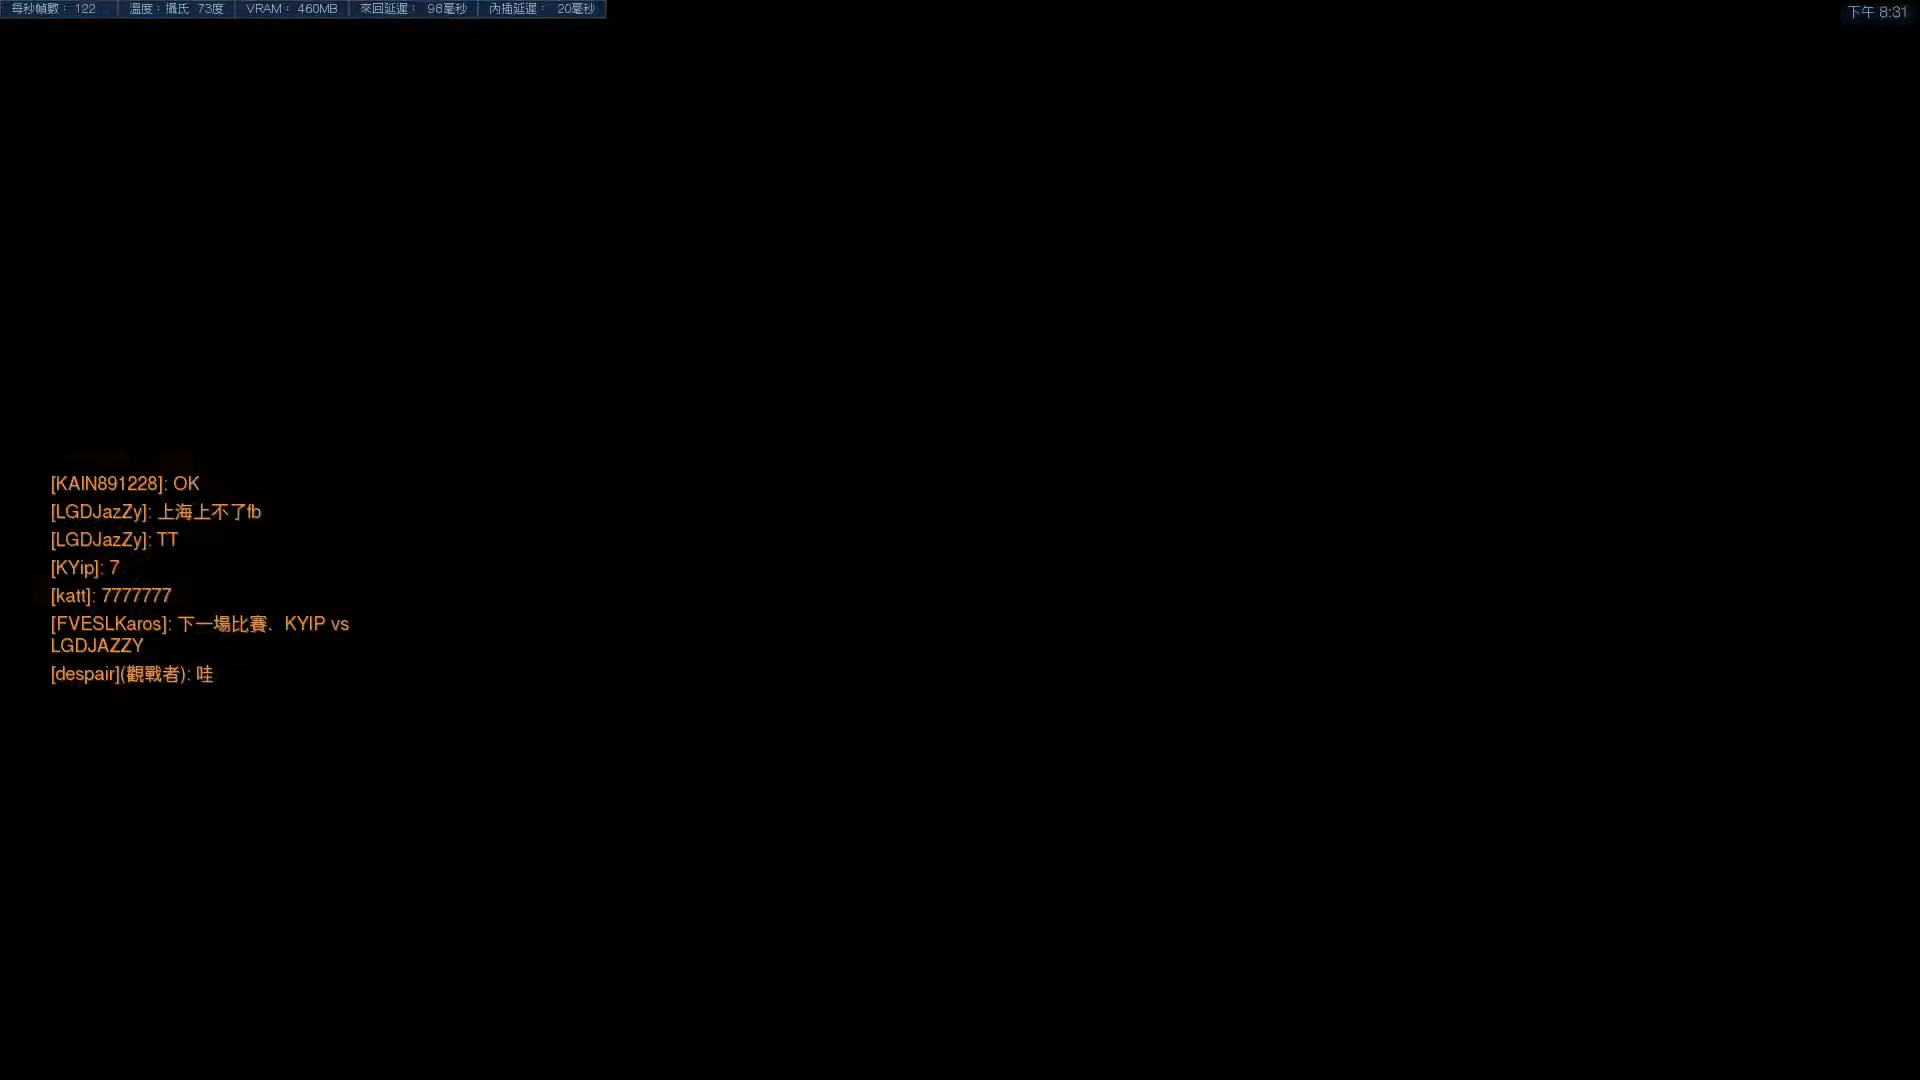 每秒幀數： 122 溫度：攝氏 73度 VRAM： 460MB 來回延遲： 98毫秒 內插延遲： 20毫秒
下午 8:31
[KAIN891228]: OK
[LGDJazZy]: 上海上不了fb
[LGDJazZy]: TT
[KYip]: 7
[katt]: 7777777
[FVESLKaros]: 下一場比賽. KYIP vs
LGDJAZZY
[despair](觀戰者): 哇